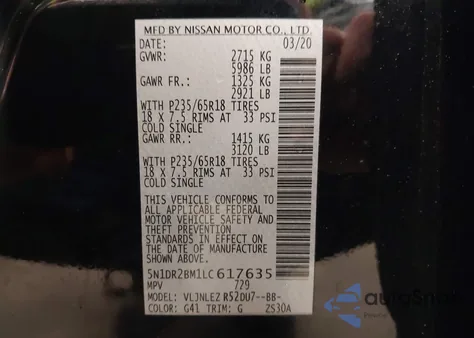 MFD BY NISSAN MOTOR CO., LTD.
DATE: 03/20
GVWR: 2715 KG
5986 LB
GAWR FR.: 1325 KG
2921 LB
WITH P235/65R18 TIRES
18 X 7.5 RIMS AT 33 PSI
COLD SINGLE
GAWR RR.: 1415 KG
3120 LB
WITH P235/65R18 TIRES
18 X 7.5 RIMS AT 33 PSI
COLD SINGLE
THIS VEHICLE CONFORMS TO
ALL APPLICABLE FEDERAL
MOTOR VEHICLE SAFETY AND
THEFT PREVENTION
STANDARDS IN EFFECT ON
THE DATE OF MANUFACTURE
SHOWN ABOVE.
5N1DR2BM1LC617635
MPV 729
MODEL: VLJNLEZ R52DU7--BB-
COLOR: G41 TRIM: G ZS30A